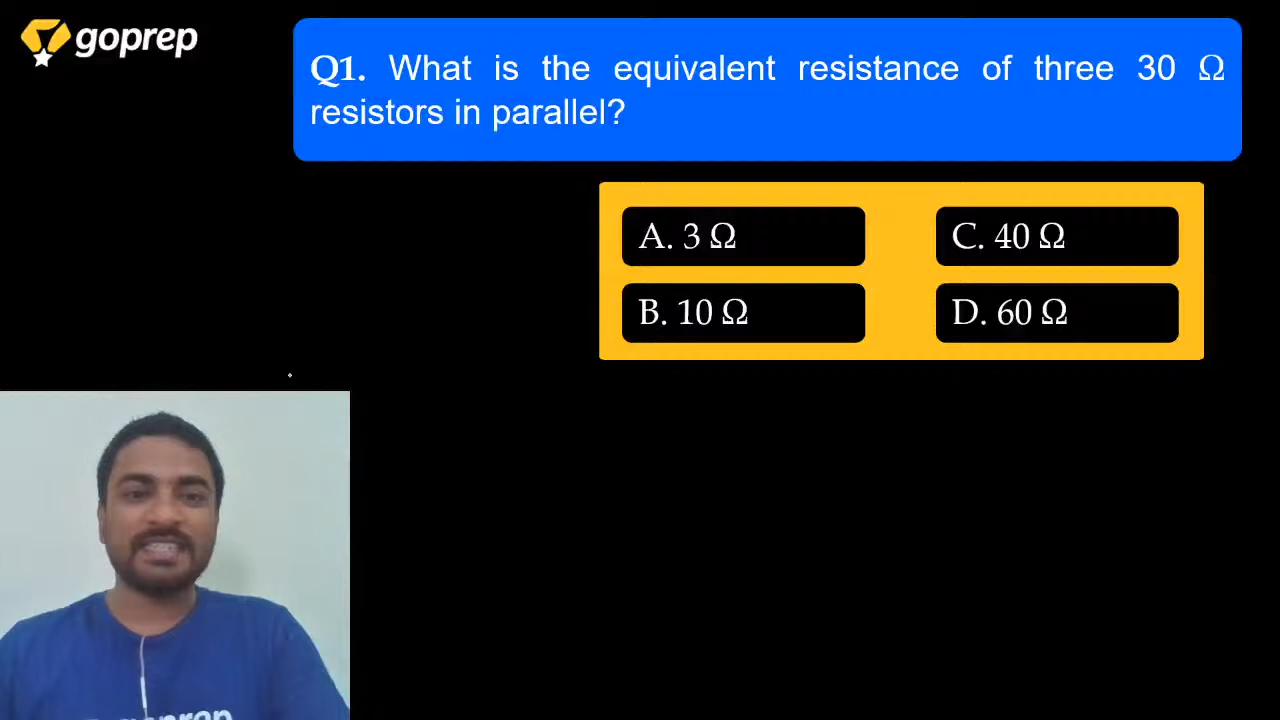 goprep
Q1. What is the equivalent resistance of three 30 Ω
resistors in parallel?
A. 3 Ω
C. 40 Ω
B. 10 Ω
D. 60 Ω